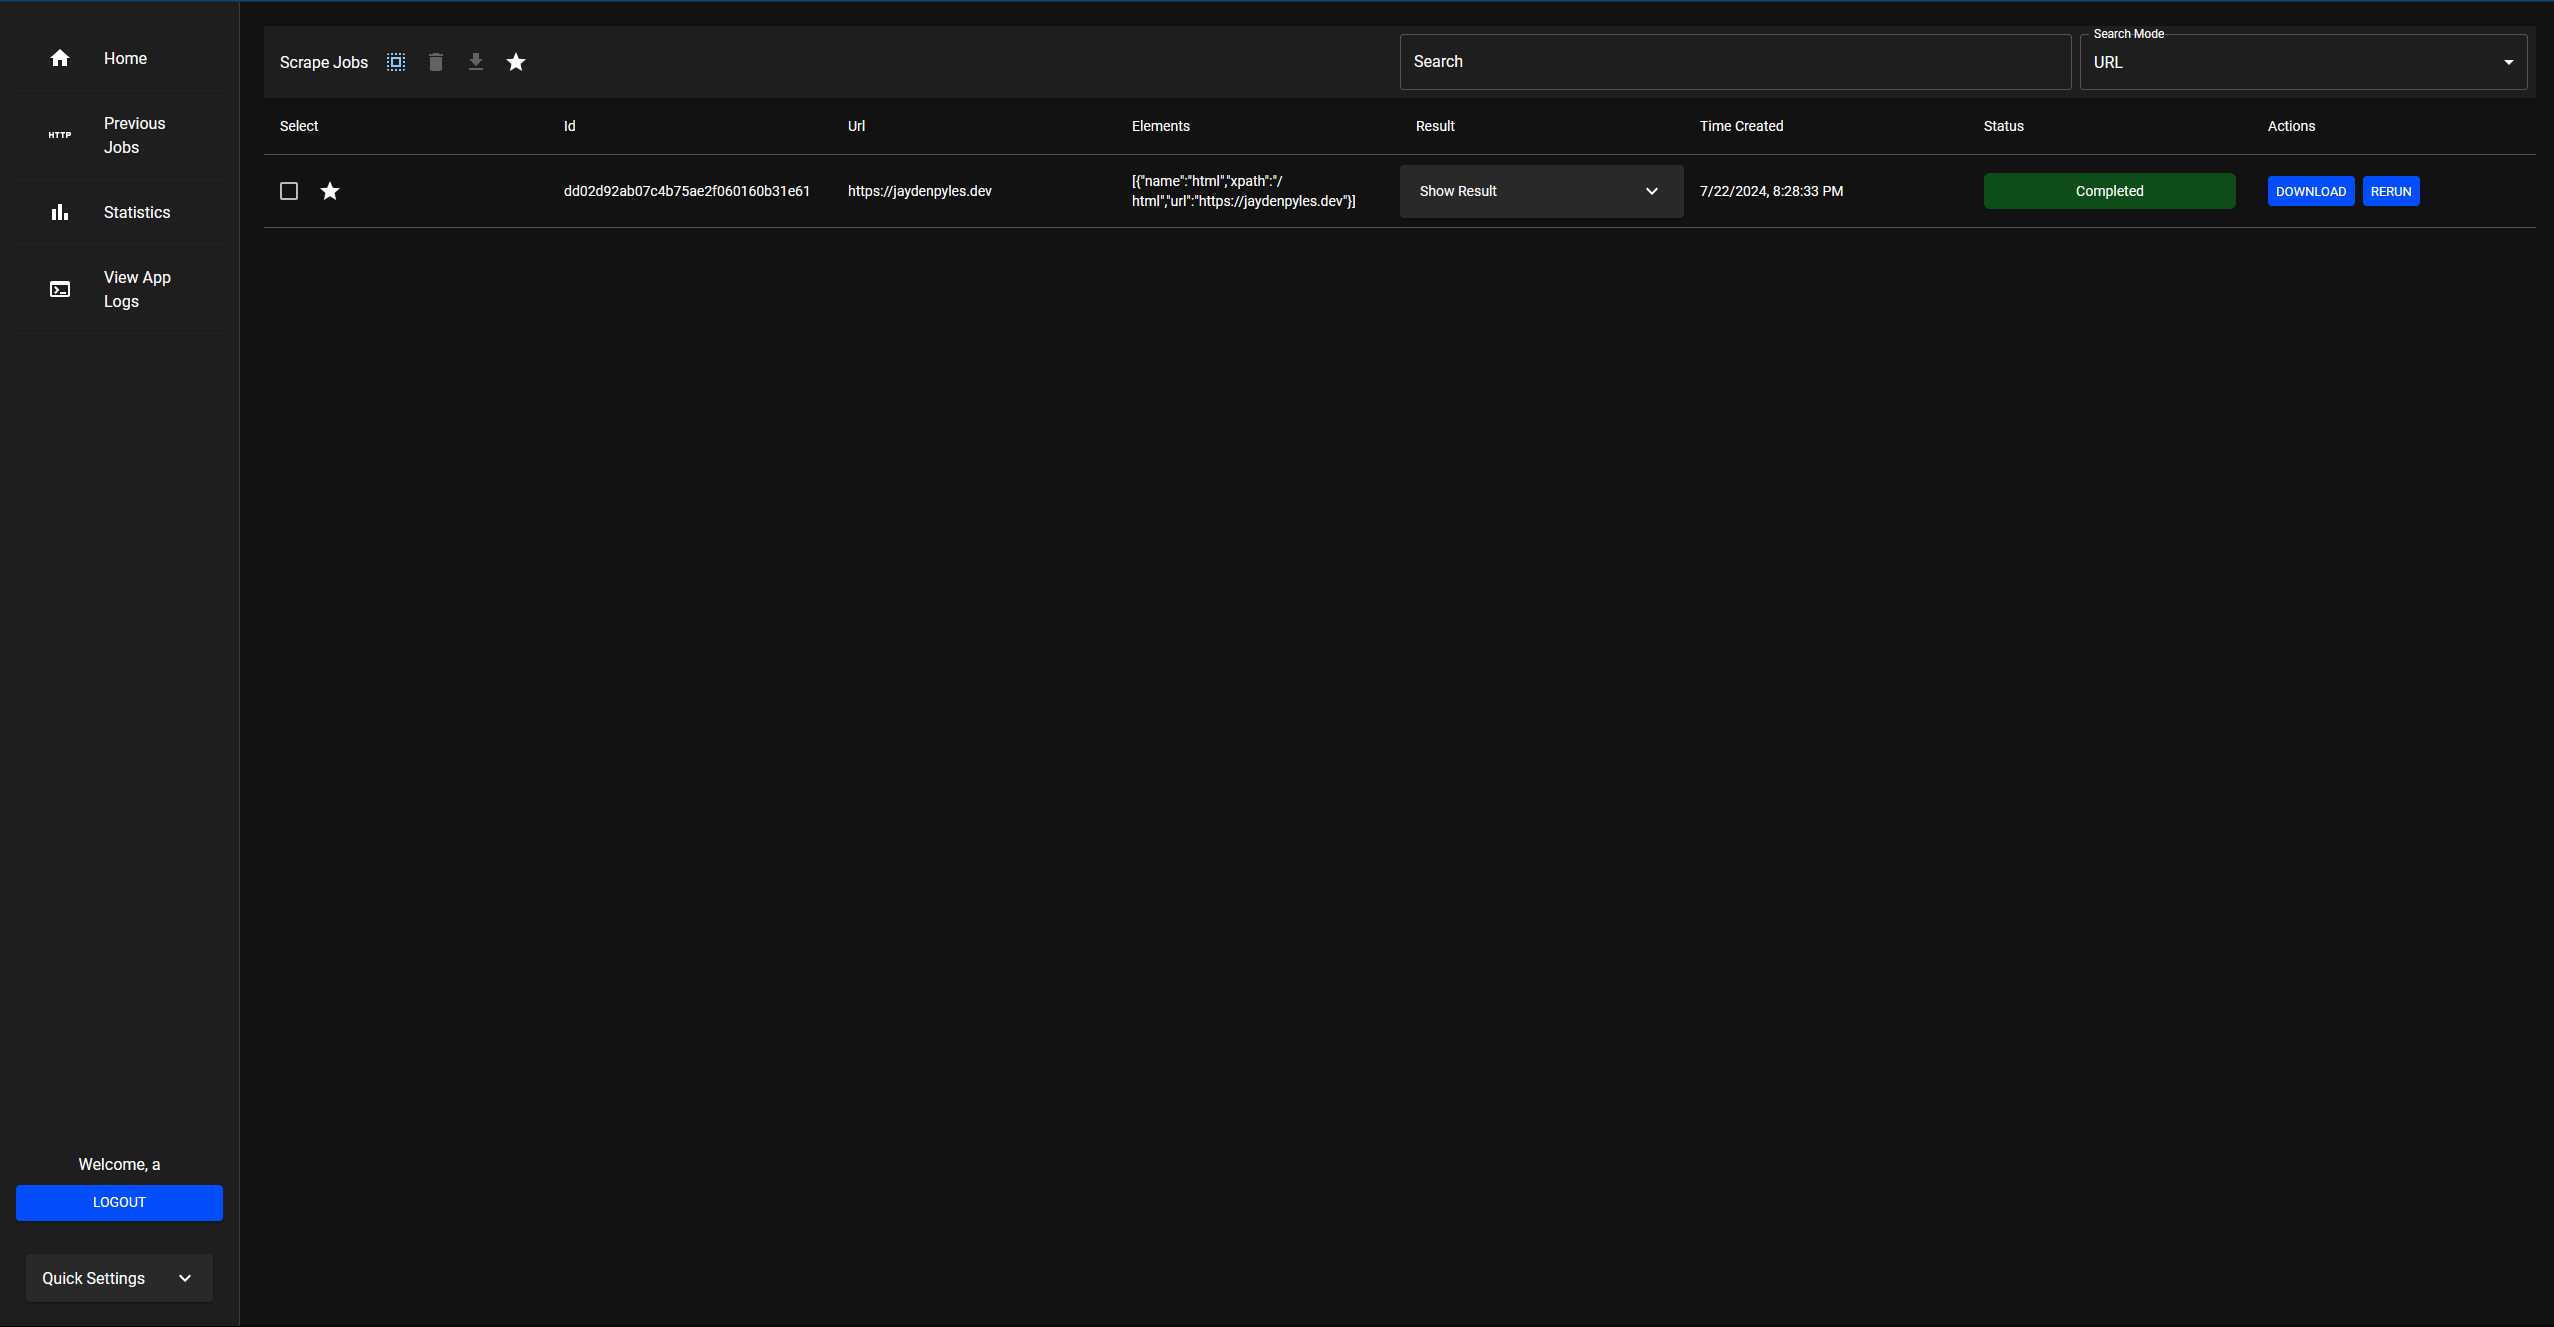 Home
HTTP
Previous
Jobs
Statistics
View App
Logs
Welcome, a
LOGOUT
Quick Settings
Scrape Jobs
Search
Search Mode
URL
Select Id Url Elements Result Time Created Status Actions
dd02d92ab07c4b75ae2f060160b31e61 https://jaydenpyles.dev
[{"name":"html","xpath":"/
html","url":"https://jaydenpyles.dev"}]
Show Result 7/22/2024, 8:28:33 PM Completed DOWNLOAD RERUN